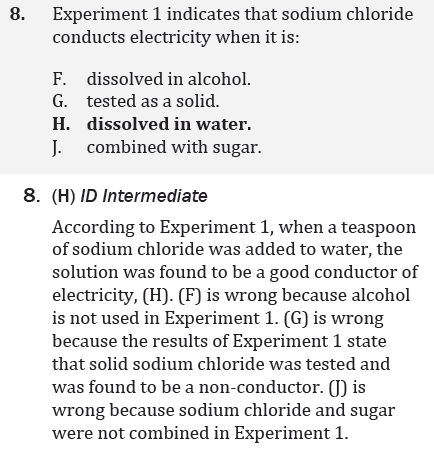 8. Experiment 1 indicates that sodium chloride
conducts electricity when it is:
F. dissolved in alcohol.
G. tested as a solid.
H. dissolved in water.
J. combined with sugar.
8. (H) ID Intermediate
According to Experiment 1, when a teaspoon
of sodium chloride was added to water, the
solution was found to be a good conductor of
electricity, (H). (F) is wrong because alcohol
is not used in Experiment 1. (G) is wrong
because the results of Experiment 1 state
that solid sodium chloride was tested and
was found to be a non-conductor. (J) is
wrong because sodium chloride and sugar
were not combined in Experiment 1.